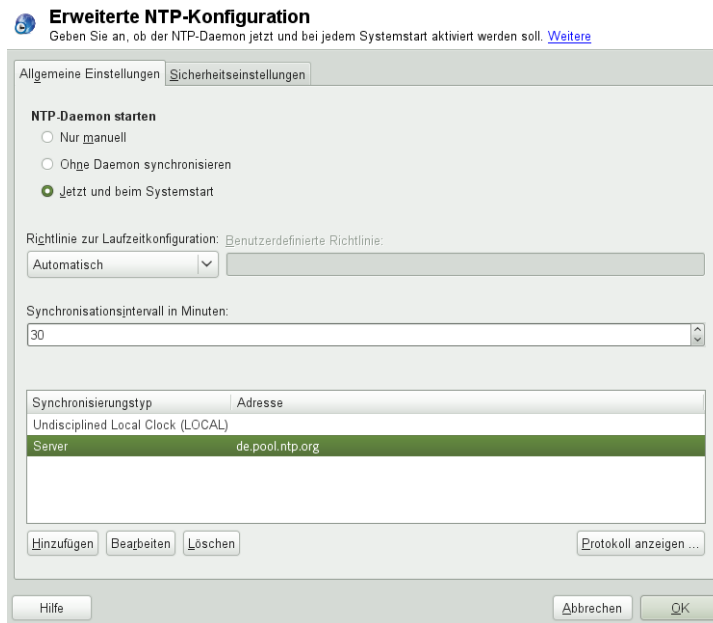 Erweiterte NTP-Konfiguration
Geben Sie an, ob der NTP-Daemon jetzt und bei jedem Systemstart aktiviert werden soll. Weitere
Allgemeine Einstellungen Sicherheitseinstellungen
NTP-Daemon starten
Nur manuell
Ohne Daemon synchronisieren
Jetzt und beim Systemstart
Richtlinie zur Laufzeitkonfiguration: Benutzerdefinierte Richtlinie:
Automatisch
Synchronisationsintervall in Minuten:
30
Synchronisierungstyp Adresse
Undisciplined Local Clock (LOCAL)
Server de.pool.ntp.org
Hinzufügen Bearbeiten Löschen Protokoll anzeigen ...
Hilfe Abbrechen OK